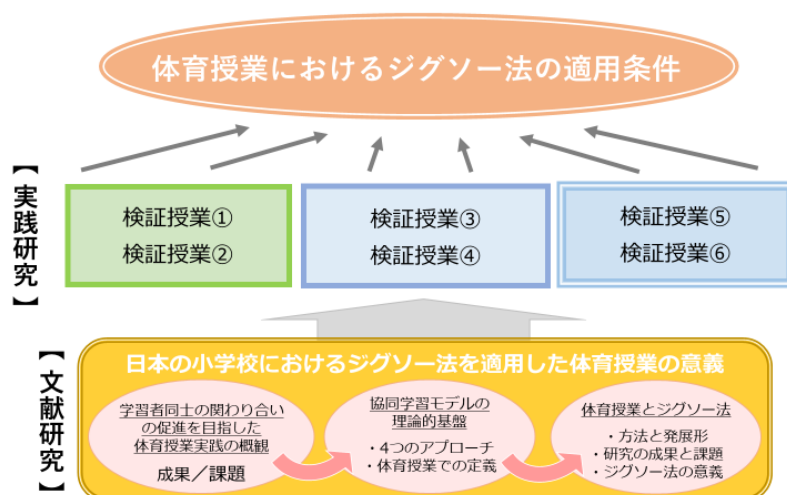 体育授業におけるジグソー法の適用条件
【実践研究】
検証授業①
検証授業②
検証授業③
検証授業④
検証授業⑤
検証授業⑥
【文献研究】
日本の小学校におけるジグソー法を適用した体育授業の意義
学習者同士の関わり合い
の促進を目指した
体育授業実践の概観
成果／課題
協同学習モデルの
理論的基盤
・4つのアプローチ
・体育授業での定義
体育授業とジグソー法
・方法と発展形
・研究の成果と課題
・ジグソー法の意義